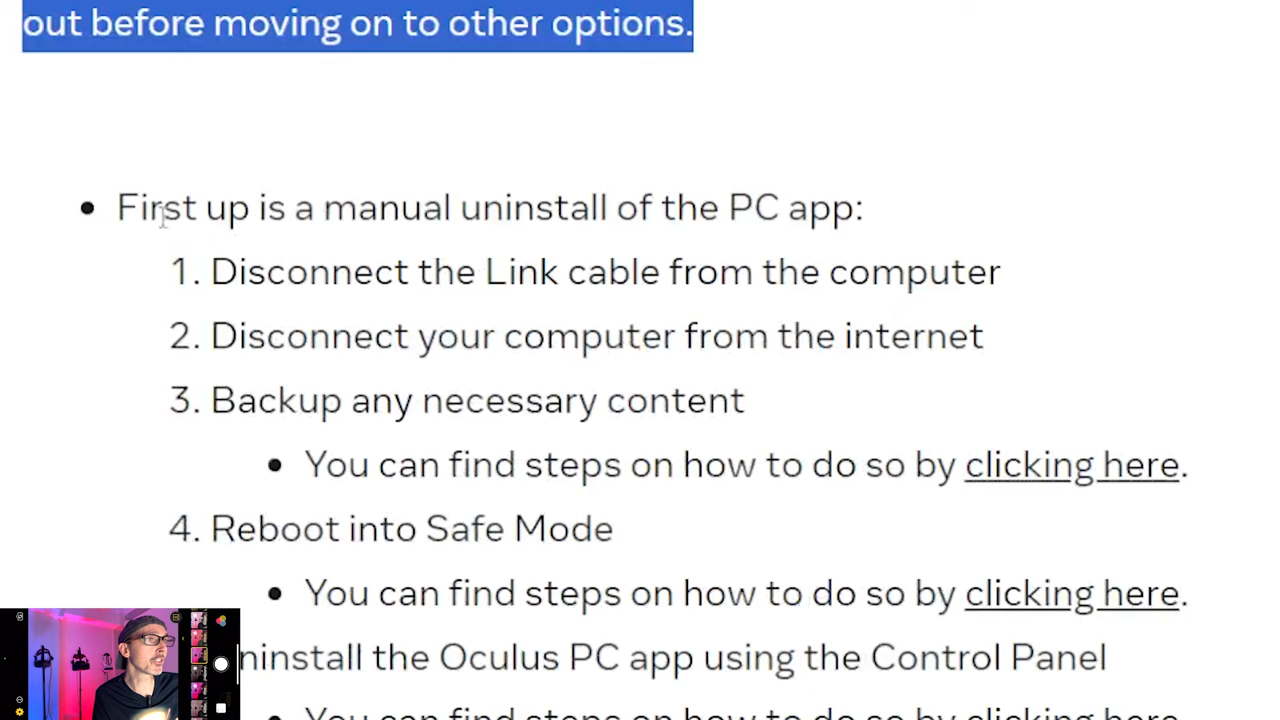 out before moving on to other options.
• First up is a manual uninstall of the PC app:
1. Disconnect the Link cable from the computer
2. Disconnect your computer from the internet
3. Backup any necessary content
• You can find steps on how to do so by clicking here.
4. Reboot into Safe Mode
• You can find steps on how to do so by clicking here.
ninstall the Oculus PC app using the Control Panel
• You can find steps on how to do so by clicking here.